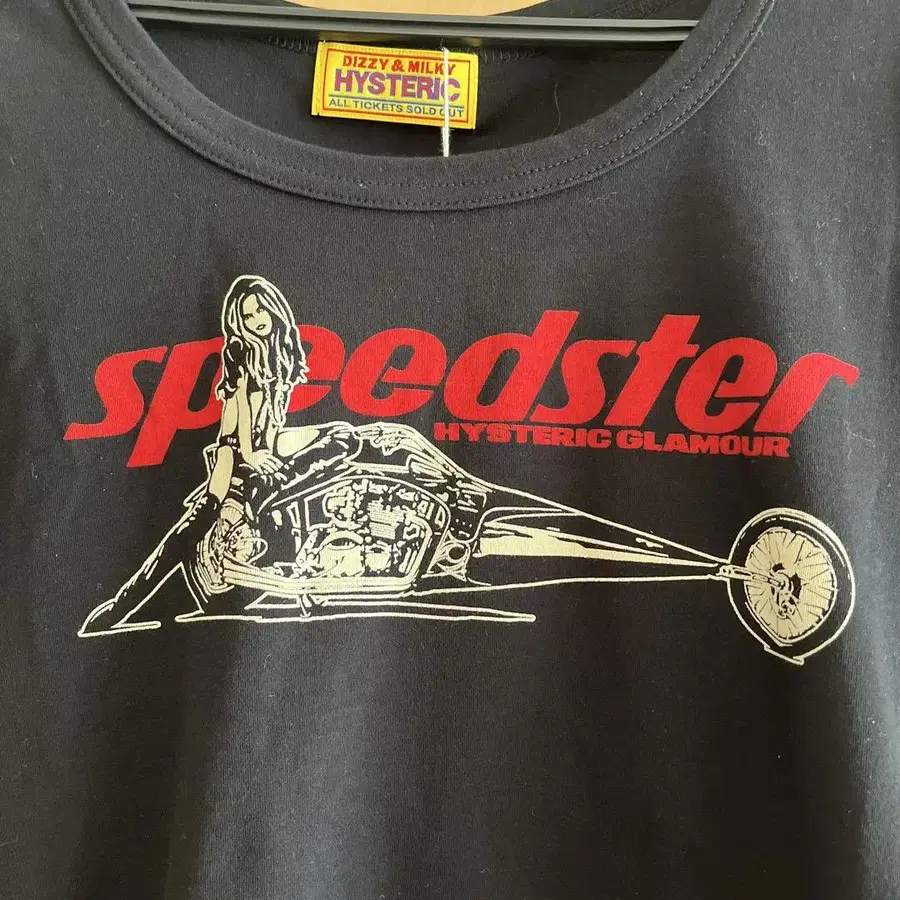 DIZZY & MILKY
HYSTERIC
ALL TICKETS SOLD OUT
speedster
HYSTERIC GLAMOUR